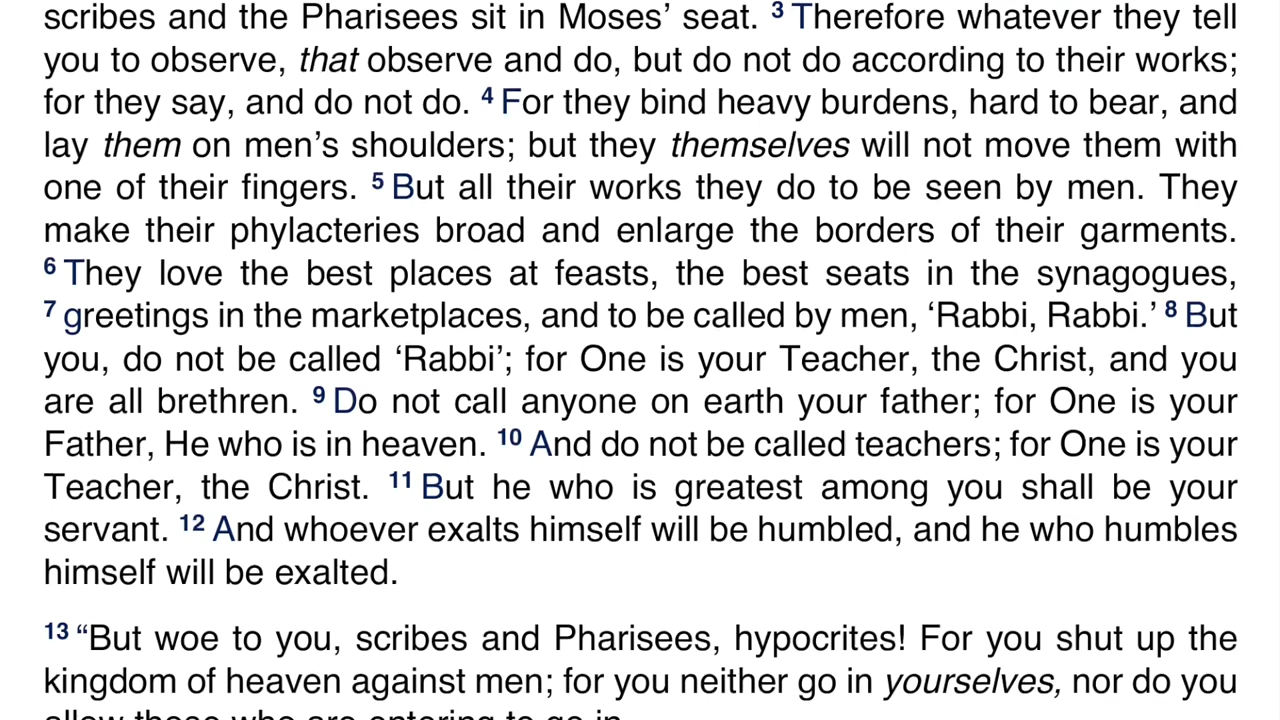 scribes and the Pharisees sit in Moses’ seat. 3 Therefore whatever they tell
you to observe, that observe and do, but do not do according to their works;
for they say, and do not do. 4 For they bind heavy burdens, hard to bear, and
lay them on men’s shoulders; but they themselves will not move them with
one of their fingers. 5 But all their works they do to be seen by men. They
make their phylacteries broad and enlarge the borders of their garments.
6 They love the best places at feasts, the best seats in the synagogues,
7 greetings in the marketplaces, and to be called by men, ‘Rabbi, Rabbi.’ 8 But
you, do not be called ‘Rabbi’; for One is your Teacher, the Christ, and you
are all brethren. 9 Do not call anyone on earth your father; for One is your
Father, He who is in heaven. 10 And do not be called teachers; for One is your
Teacher, the Christ. 11 But he who is greatest among you shall be your
servant. 12 And whoever exalts himself will be humbled, and he who humbles
himself will be exalted.
13 “But woe to you, scribes and Pharisees, hypocrites! For you shut up the
kingdom of heaven against men; for you neither go in yourselves, nor do you
allow those who are entering to go in